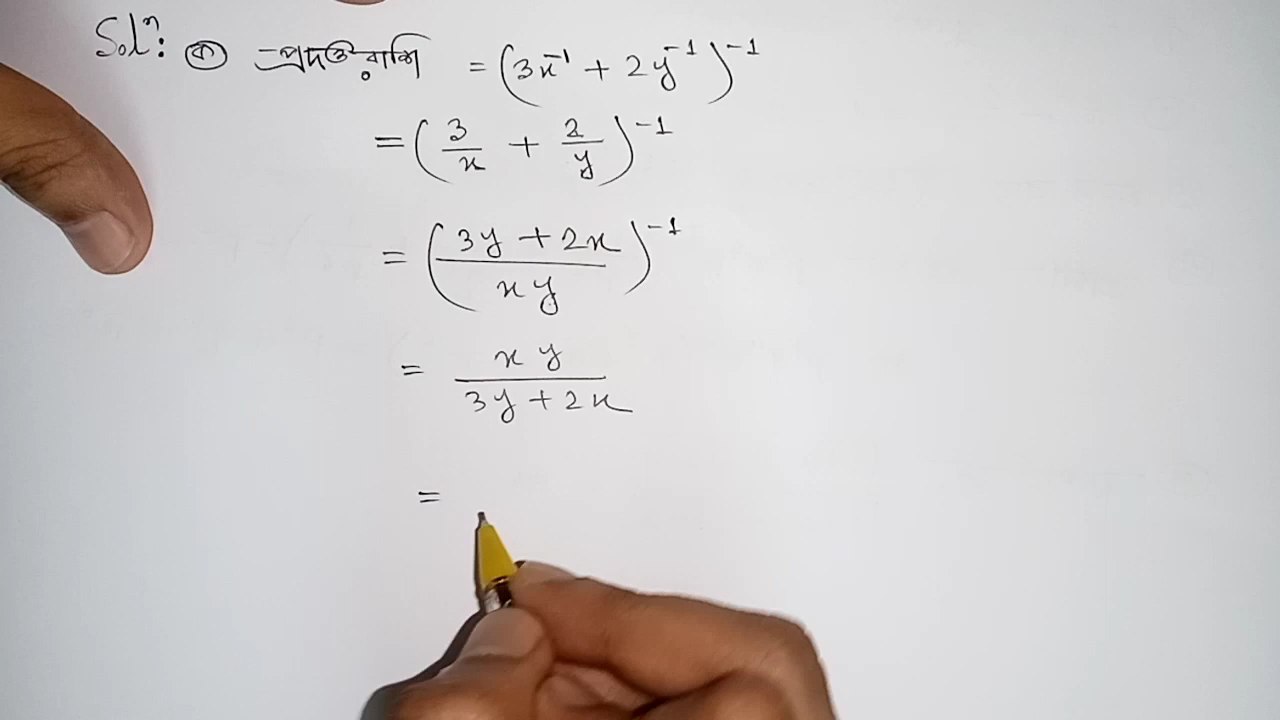 Solⁿ: ক প্রদত্ত রাশি = (3x⁻¹ + 2y⁻¹)⁻¹
= (3/x + 2/y)⁻¹
= ((3y + 2x)/(xy))⁻¹
= xy/(3y + 2x)
=